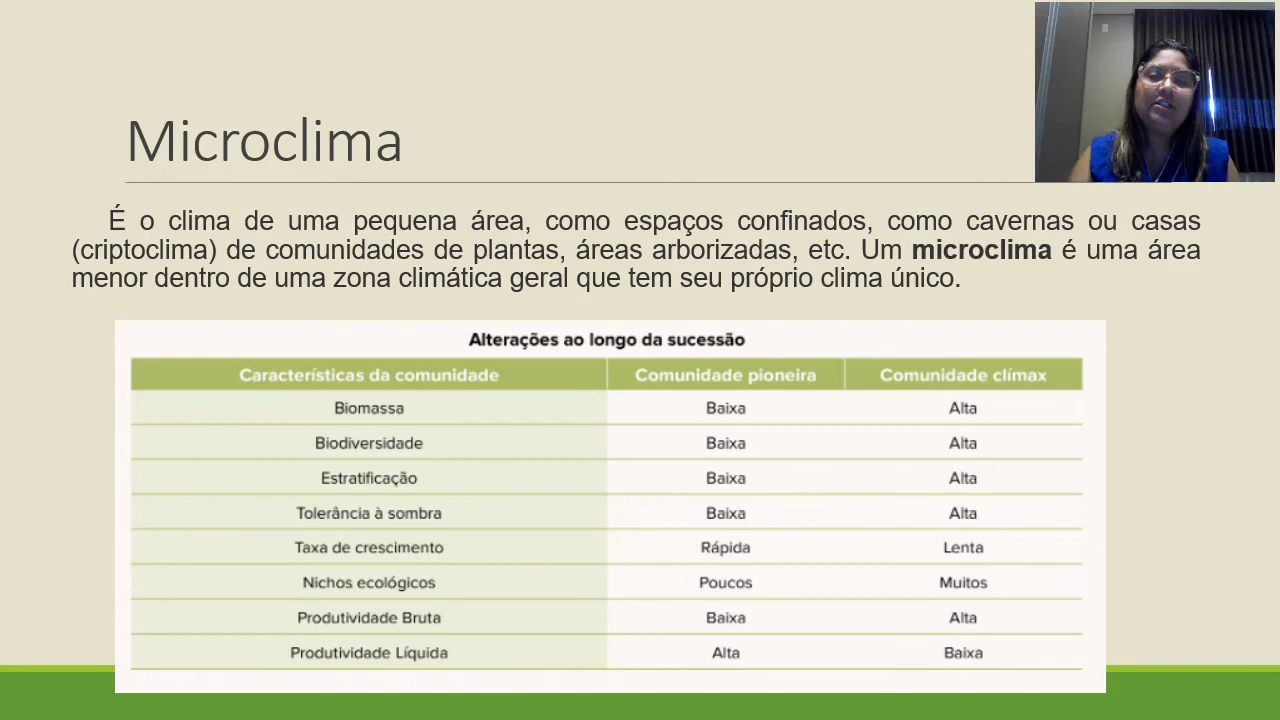 Microclima
É o clima de uma pequena área, como espaços confinados, como cavernas ou casas
(criptoclima) de comunidades de plantas, áreas arborizadas, etc. Um microclima é uma área
menor dentro de uma zona climática geral que tem seu próprio clima único.
Alterações ao longo da sucessão
Características da comunidade Comunidade pioneira Comunidade clímax
Biomassa Baixa Alta
Biodiversidade Baixa Alta
Estratificação Baixa Alta
Tolerância à sombra Baixa Alta
Taxa de crescimento Rápida Lenta
Nichos ecológicos Poucos Muitos
Produtividade Bruta Baixa Alta
Produtividade Líquida Alta Baixa